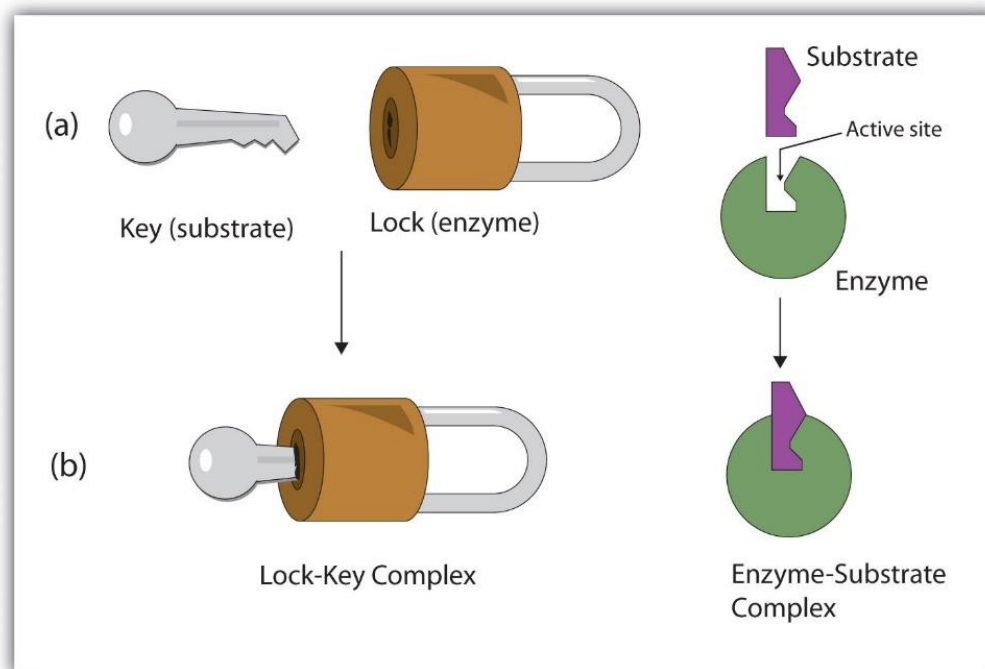 (a)
Key (substrate)
Lock (enzyme)
Substrate
Active site
Enzyme
(b)
Lock-Key Complex
Enzyme-Substrate
Complex